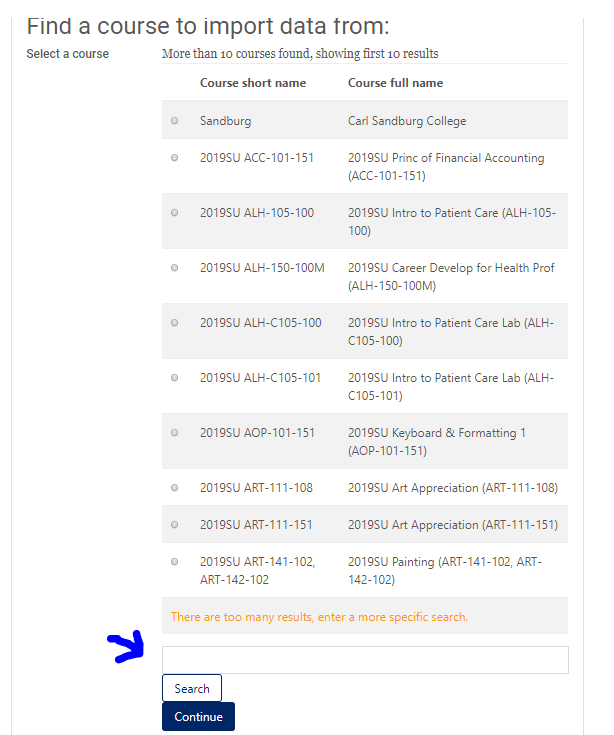 Find a course to import data from:
Select a course
More than 10 courses found, showing first 10 results
Course short name Course full name
Sandburg Carl Sandburg College
2019SU ACC-101-151 2019SU Princ of Financial Accounting
(ACC-101-151)
2019SU ALH-105-100 2019SU Intro to Patient Care (ALH-105-
100)
2019SU ALH-150-100M 2019SU Career Develop for Health Prof
(ALH-150-100M)
2019SU ALH-C105-100 2019SU Intro to Patient Care Lab (ALH-
C105-100)
2019SU ALH-C105-101 2019SU Intro to Patient Care Lab (ALH-
C105-101)
2019SU AOP-101-151 2019SU Keyboard & Formatting 1
(AOP-101-151)
2019SU ART-111-108 2019SU Art Appreciation (ART-111-108)
2019SU ART-111-151 2019SU Art Appreciation (ART-111-151)
2019SU ART-141-102, 2019SU Painting (ART-141-102, ART-
ART-142-102 142-102)
There are too many results, enter a more specific search.
Search
Continue